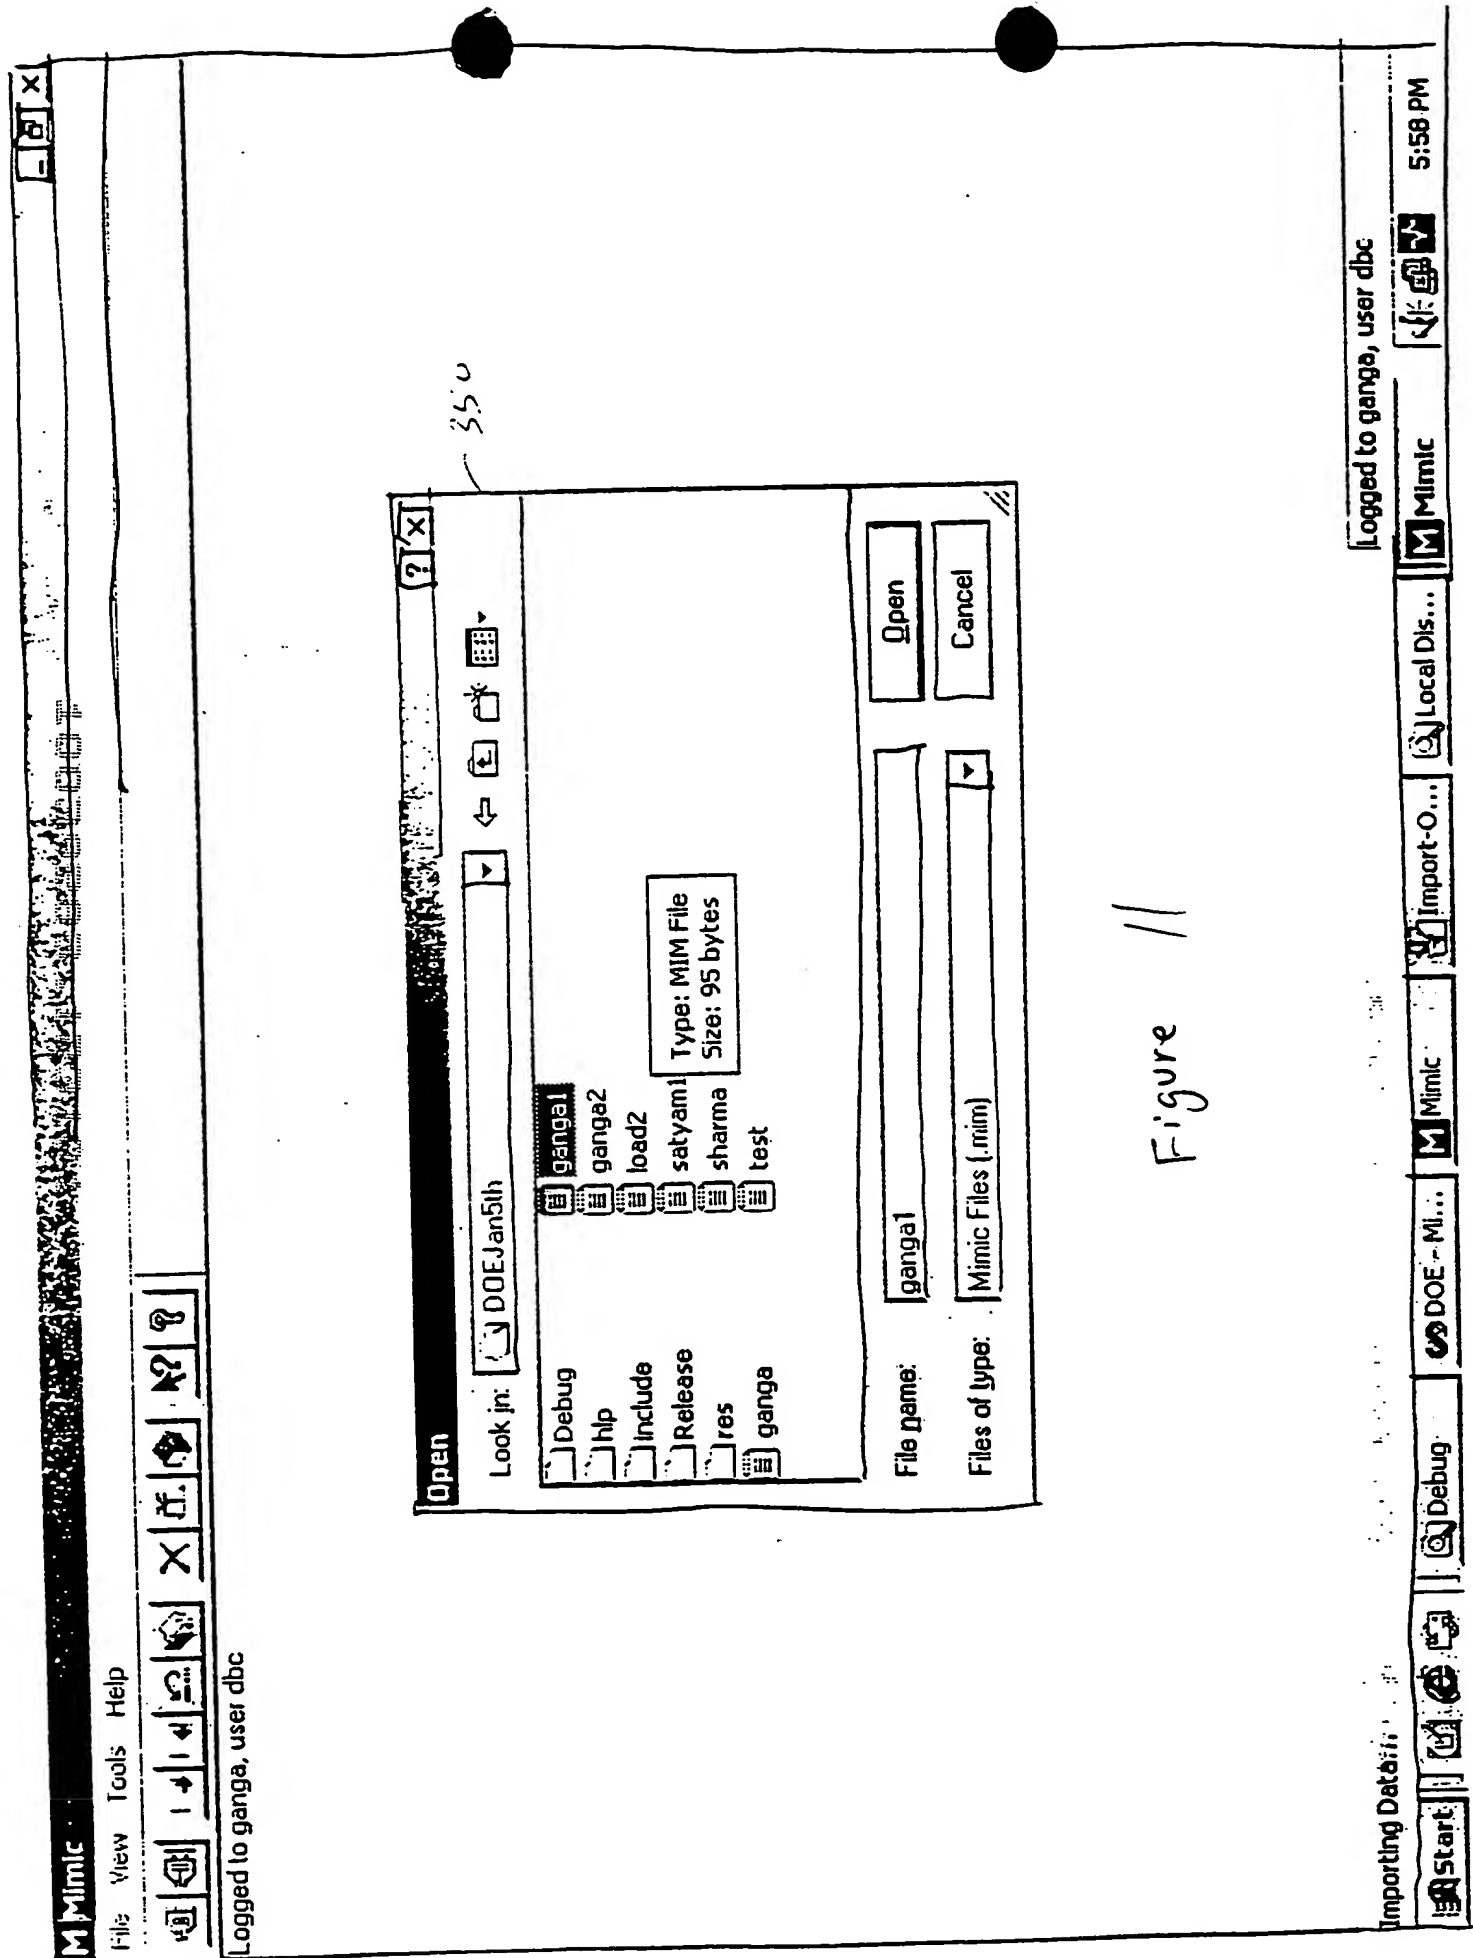 M Mimic
File View Tools Help
Logged to ganga, user dbc
350
Open
? X
Look in: DOEJan5th
Debug
hlp
Include
Release
res
ganga
ganga1
ganga2
load2
satyam1
sharma
test
Type: MIM File
Size: 95 bytes
File name: ganga1
Open
Files of type: Mimic Files (.mim)
Cancel
Figure 11
Importing Data
Logged to ganga, user dbc
Start Debug DOE - Mi... Mimic Import-O... Local Dis... Mimic 5:58 PM